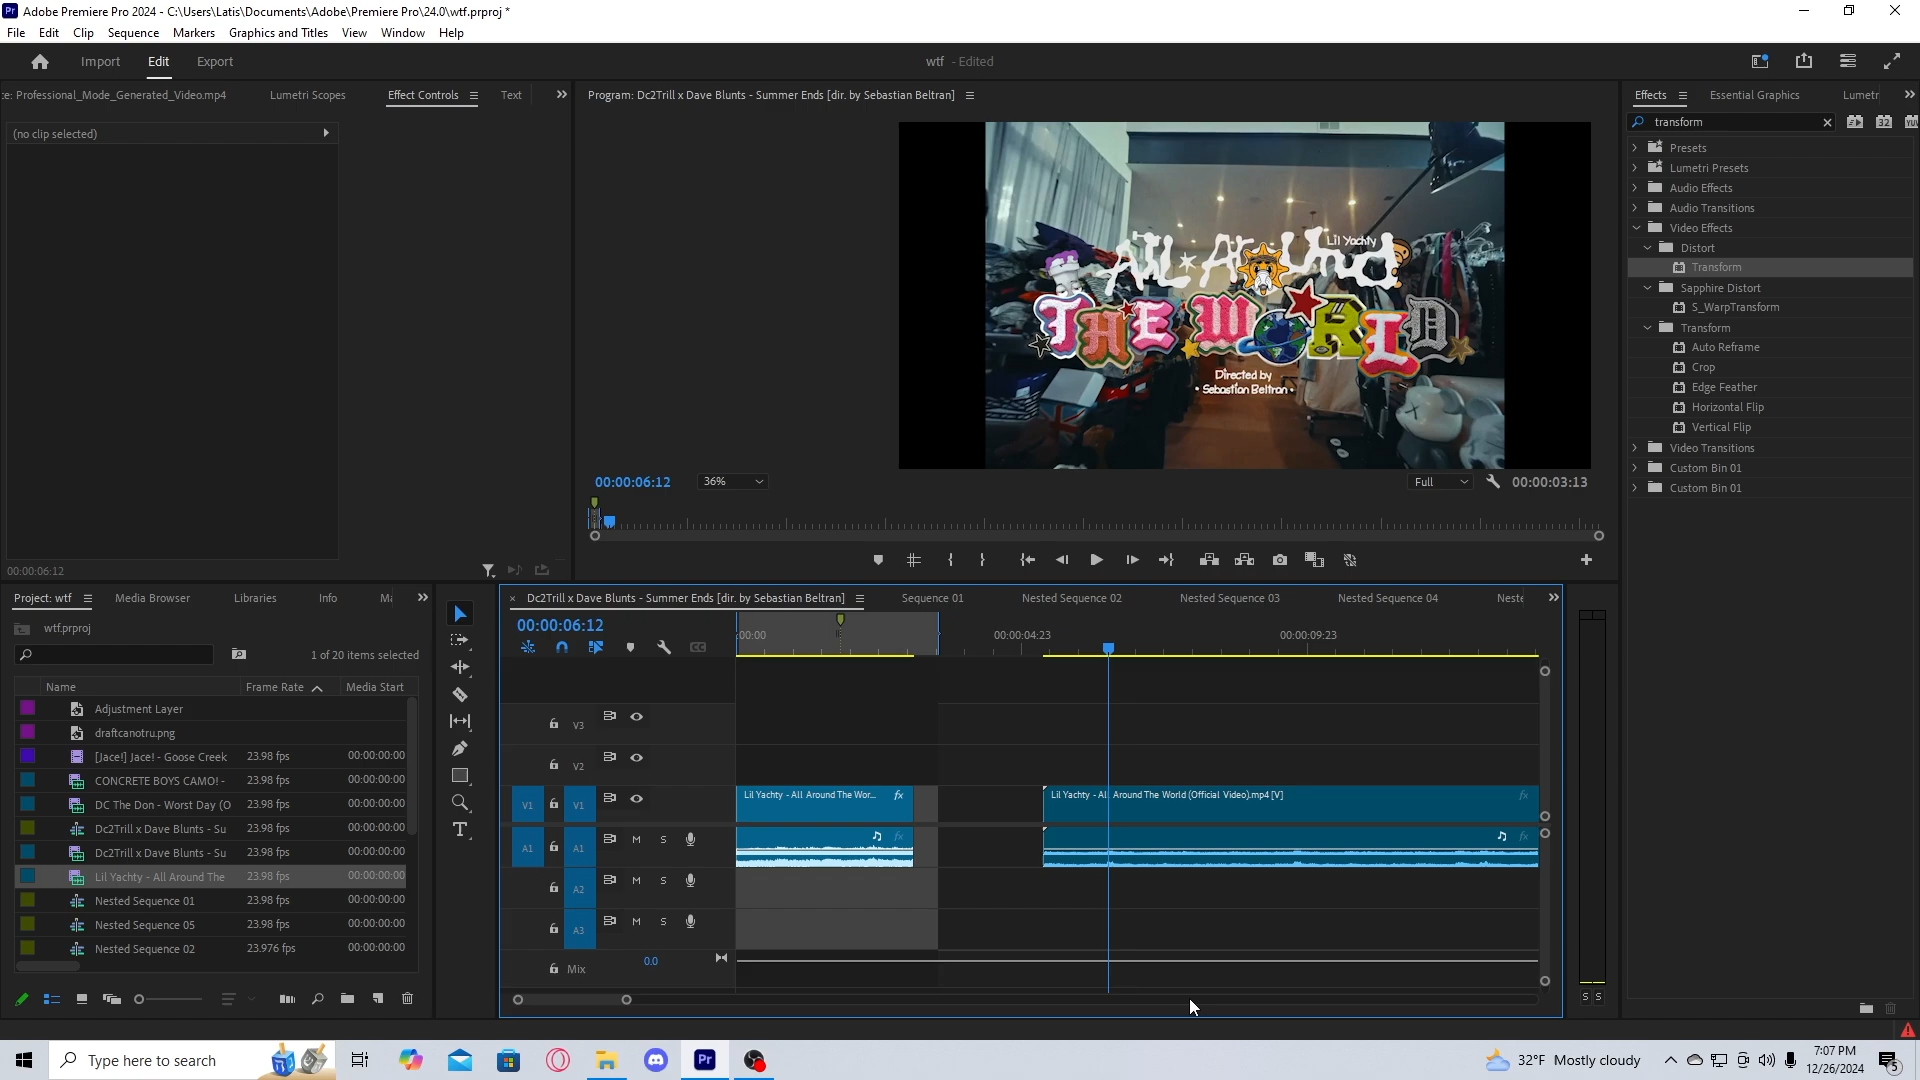 Adobe Premiere Pro 2024 - C:\Users\Latis\Documents\Adobe\Premiere Pro\24.0\wtf.prproj *
File Edit Clip Sequence Markers Graphics and Titles View Window Help
Import Edit Export
wtf - Edited
ce: Professional_Mode_Generated_Video.mp4 Lumetri Scopes Effect Controls Text
Program: Dc2Trill x Dave Blunts - Summer Ends [dir. by Sebastian Beltran]
Effects Essential Graphics Lumetr
(no clip selected)
transform
Presets
Lumetri Presets
Audio Effects
Audio Transitions
Video Effects
Distort
Transform
Sapphire Distort
S_WarpTransform
Transform
Auto Reframe
Crop
Edge Feather
Horizontal Flip
Vertical Flip
Video Transitions
Custom Bin 01
Custom Bin 01
Lil Yachty
All Around
THE WORLD
Directed by
• Sebastian Beltran •
00:00:06:12 36% Full 00:00:03:13
00:00:06:12
Project: wtf Media Browser Libraries Info Ma
wtf.prproj
1 of 20 items selected
Name Frame Rate Media Start
Adjustment Layer
draftcanotru.png
[Jace!] Jace! - Goose Creek 23.98 fps 00:00:00:00
CONCRETE BOYS CAMO! - 23.98 fps 00:00:00:00
DC The Don - Worst Day (O 23.98 fps 00:00:00:00
Dc2Trill x Dave Blunts - Su 23.98 fps 00:00:00:00
Dc2Trill x Dave Blunts - Su 23.98 fps 00:00:00:00
Lil Yachty - All Around The 23.98 fps 00:00:00:00
Nested Sequence 01 23.98 fps 00:00:00:00
Nested Sequence 05 23.98 fps 00:00:00:00
Nested Sequence 02 23.976 fps 00:00:00:00
Dc2Trill x Dave Blunts - Summer Ends [dir. by Sebastian Beltran] Sequence 01 Nested Sequence 02 Nested Sequence 03 Nested Sequence 04 Neste
00:00:06:12
:00:00 00:00:04:23 00:00:09:23
V3
V2
V1 V1
Lil Yachty - All Around The Wor... fx
Lil Yachty - All Around The World (Official Video).mp4 [V] fx
A1 A1 M S
fx
fx
A2 M S
A3 M S
Mix 0.0
S S
Type here to search
32°F Mostly cloudy
7:07 PM
12/26/2024
5